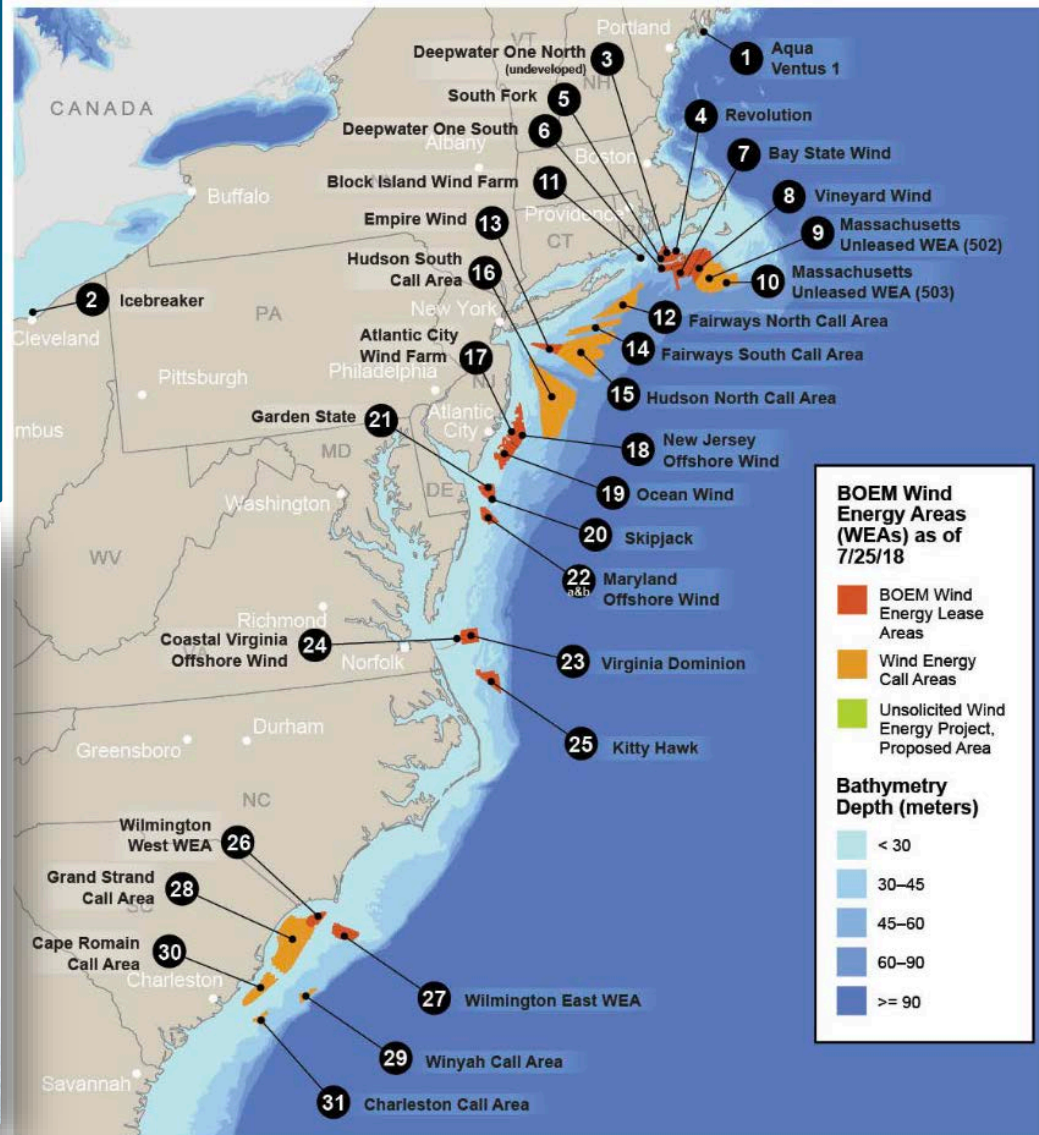 Portland
1
Aqua
Ventus 1
Deepwater One North
(undeveloped)
3
VT
NH
South Fork
5
Deepwater One South
6
4
Revolution
CANADA
Albany
Boston
7
Bay State Wind
Buffalo
Block Island Wind Farm
11
Providence
8
Vineyard Wind
Empire Wind
13
CT
RI
9
Massachusetts
Unleased WEA (502)
Hudson South
Call Area
16
10
Massachusetts
Unleased WEA (503)
2
Icebreaker
PA
New York
12
Fairways North Call Area
Cleveland
Atlantic City
Wind Farm
17
14
Fairways South Call Area
Pittsburgh
Philadelphia
NJ
15
Hudson North Call Area
Garden State
21
Atlantic
City
mbus
MD
18
New Jersey
Offshore Wind
DE
19
Ocean Wind
Washington
20
Skipjack
WV
22
a&b
Maryland
Offshore Wind
Richmond
Coastal Virginia
Offshore Wind
24
VA
Norfolk
23
Virginia Dominion
Durham
Greensboro
25
Kitty Hawk
NC
Wilmington
West WEA
26
Grand Strand
Call Area
28
SC
Cape Romain
Call Area
30
Charleston
27
Wilmington East WEA
29
Winyah Call Area
Savannah
31
Charleston Call Area
BOEM Wind
Energy Areas
(WEAs) as of
7/25/18
BOEM Wind
Energy Lease
Areas
Wind Energy
Call Areas
Unsolicited Wind
Energy Project,
Proposed Area
Bathymetry
Depth (meters)
< 30
30–45
45–60
60–90
>= 90